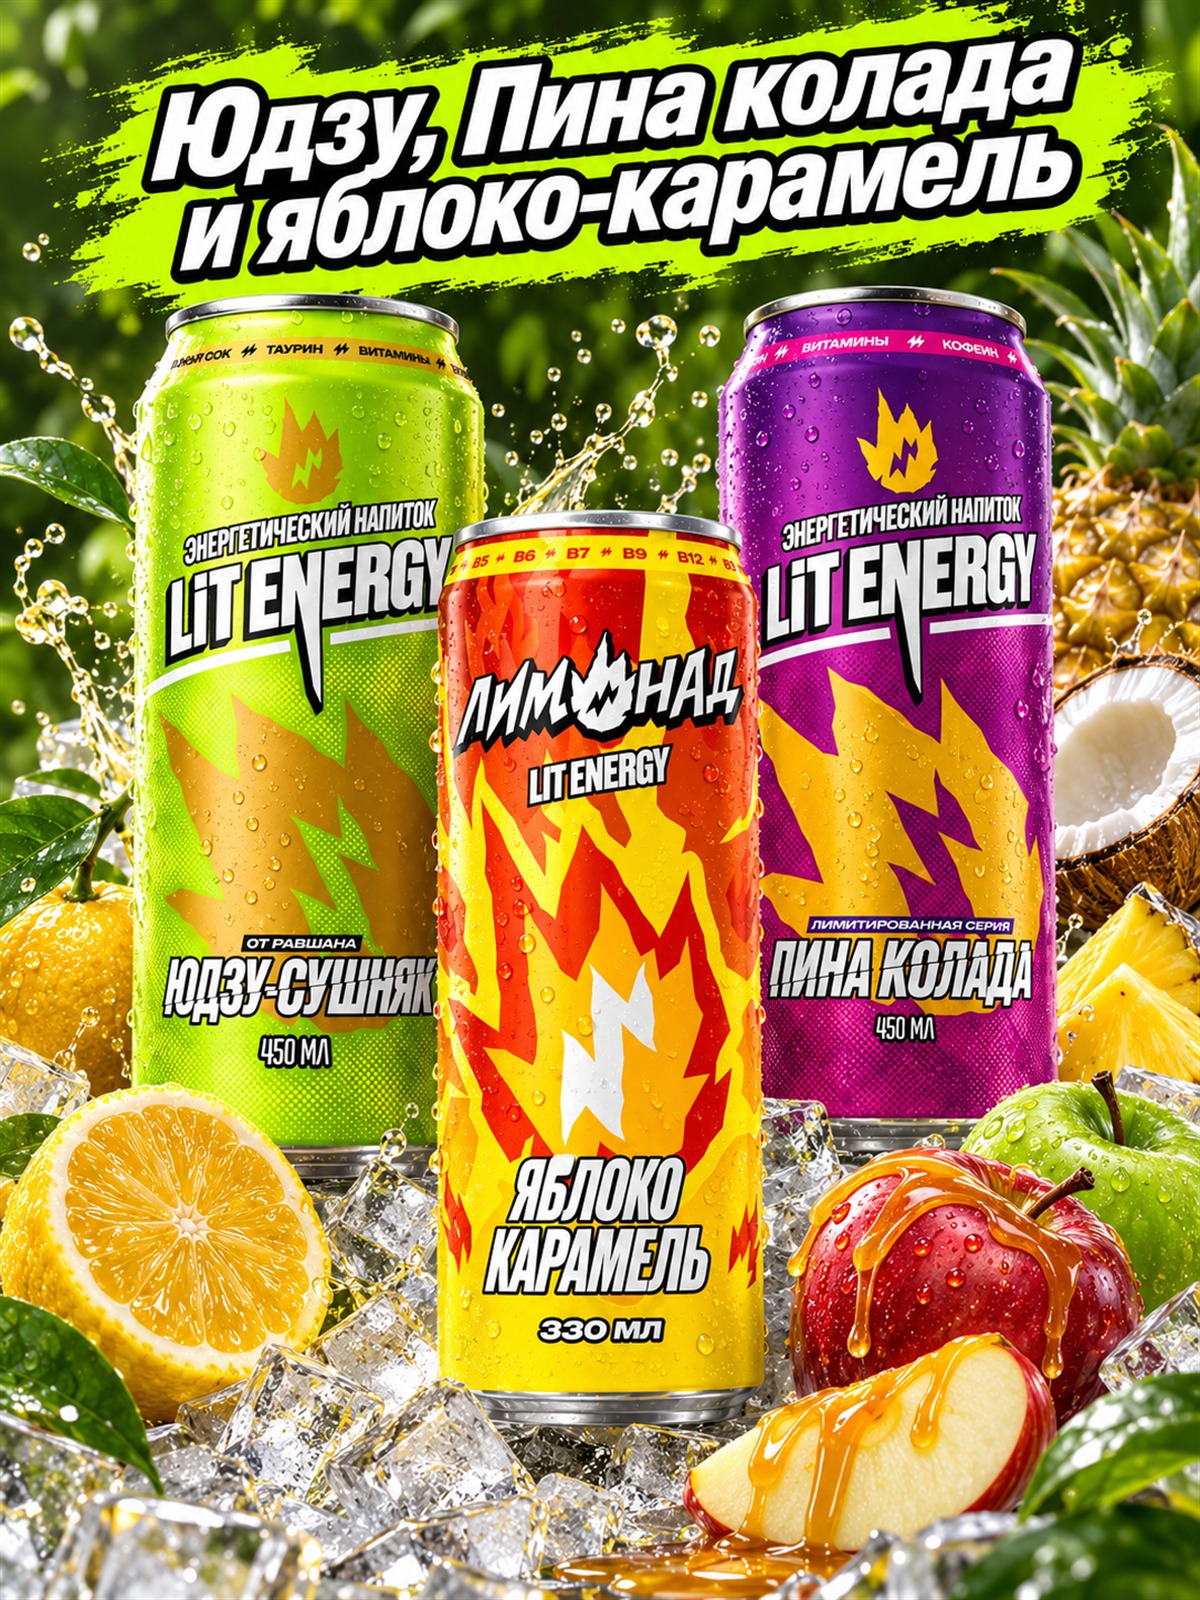 Юдзу, Пина колада
и яблоко-карамель
СОК ТАУРИН ВИТАМИНЫ
ЭНЕРГЕТИЧЕСКИЙ НАПИТОК
LiT ENERGY
ОТ РАВШАНА
ЮДЗУ-СУШНЯК
450 МЛ
B5 B6 B7 B9 B12
ЛИМОНАД
LIT ENERGY
ЯБЛОКО
КАРАМЕЛЬ
330 МЛ
ВИТАМИНЫ КОФЕИН
ЭНЕРГЕТИЧЕСКИЙ НАПИТОК
LiT ENERGY
ЛИМИТИРОВАННАЯ СЕРИЯ
ПИНА КОЛАДА
450 МЛ